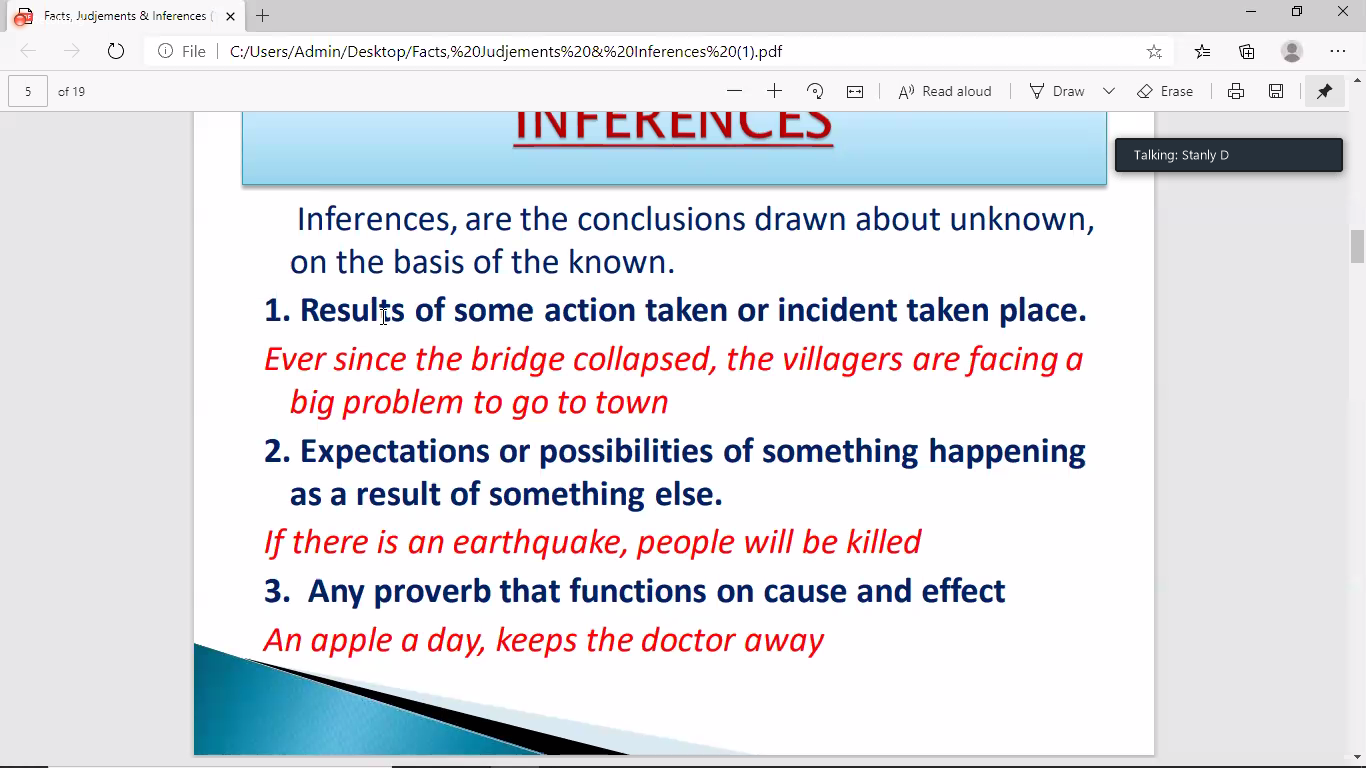 Facts, Judjements & Inferences (
File
C:/Users/Admin/Desktop/Facts,%20Judjements%20&%20Inferences%20(1).pdf
5 of 19
Read aloud
Draw
Erase
INFERENCES
Talking: Stanly D
Inferences, are the conclusions drawn about unknown,
on the basis of the known.
1. Results of some action taken or incident taken place.
Ever since the bridge collapsed, the villagers are facing a
big problem to go to town
2. Expectations or possibilities of something happening
as a result of something else.
If there is an earthquake, people will be killed
3. Any proverb that functions on cause and effect
An apple a day, keeps the doctor away